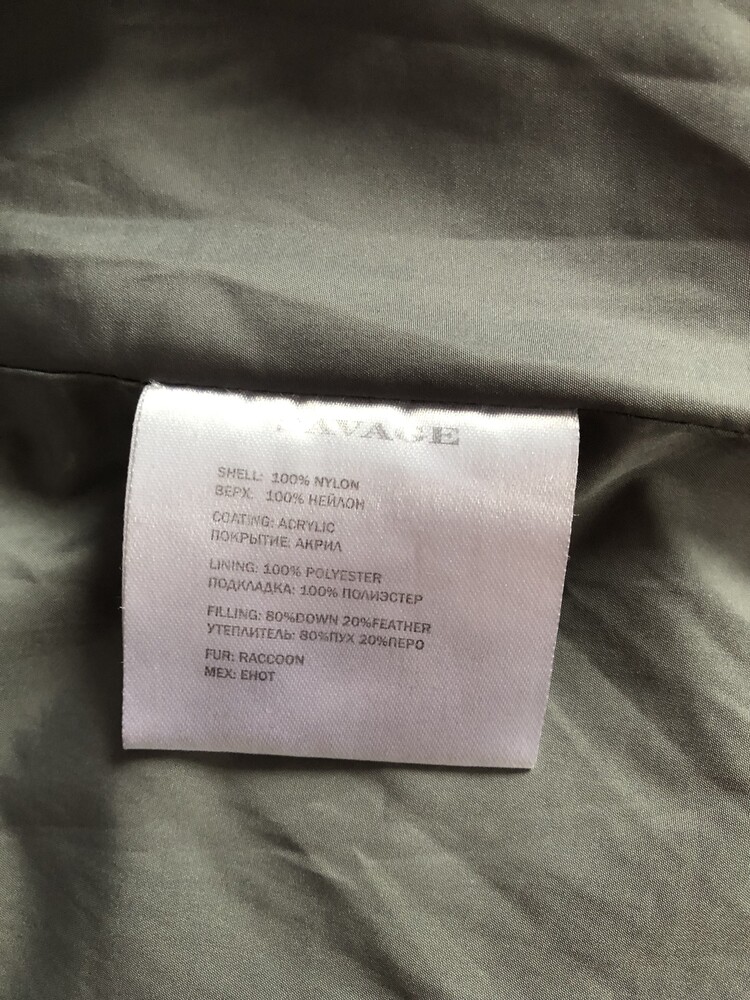 SAVAGE
SHELL: 100% NYLON
ВЕРХ: 100% НЕЙЛОН
COATING: ACRYLIC
ПОКРЫТИЕ: АКРИЛ
LINING: 100% POLYESTER
ПОДКЛАДКА: 100% ПОЛИЭСТЕР
FILLING: 80%DOWN 20%FEATHER
УТЕПЛИТЕЛЬ: 80%ПУХ 20%ПЕРО
FUR: RACCOON
МЕХ: ЕНОТ